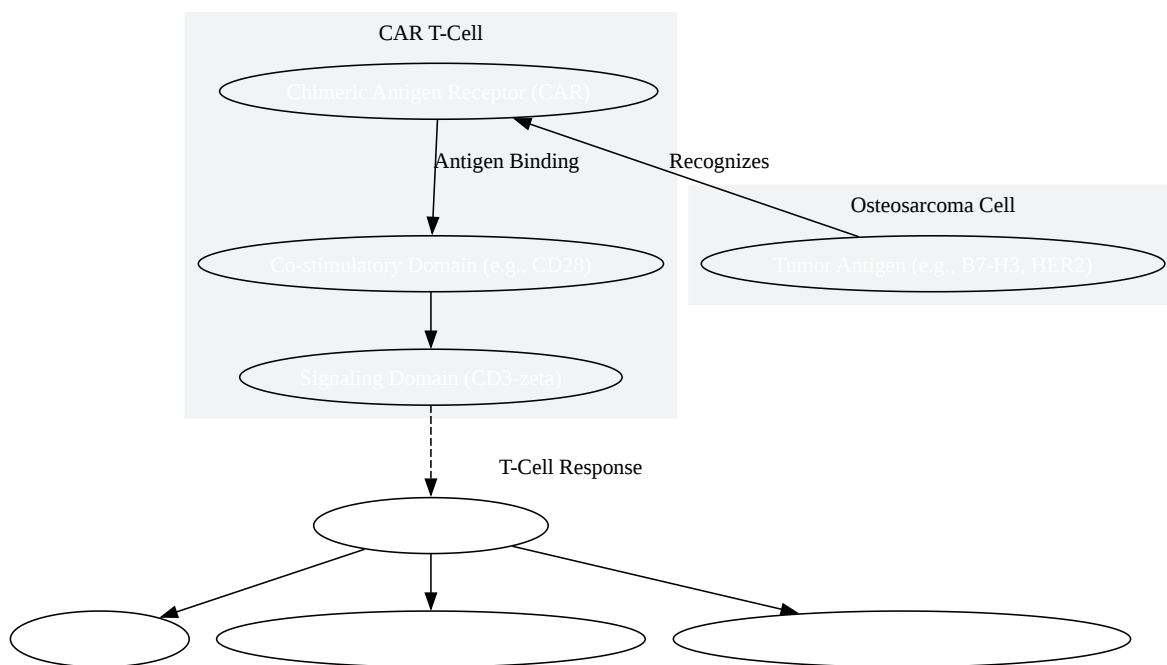 CAR T-Cell
Chimeric Antigen Receptor (CAR)
Antigen Binding
Recognizes
Osteosarcoma Cell
Co-stimulatory Domain (e.g., CD28)
Tumor Antigen (e.g., B7-H3, HER2)
Signaling Domain (CD3-zeta)
T-Cell Response